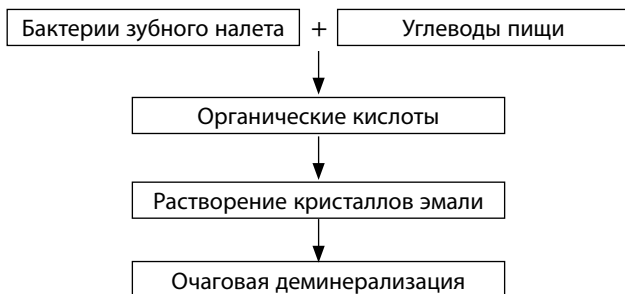 Бактерии зубного налета + Углеводы пищи
Органические кислоты
Растворение кристаллов эмали
Очаговая деминерализация